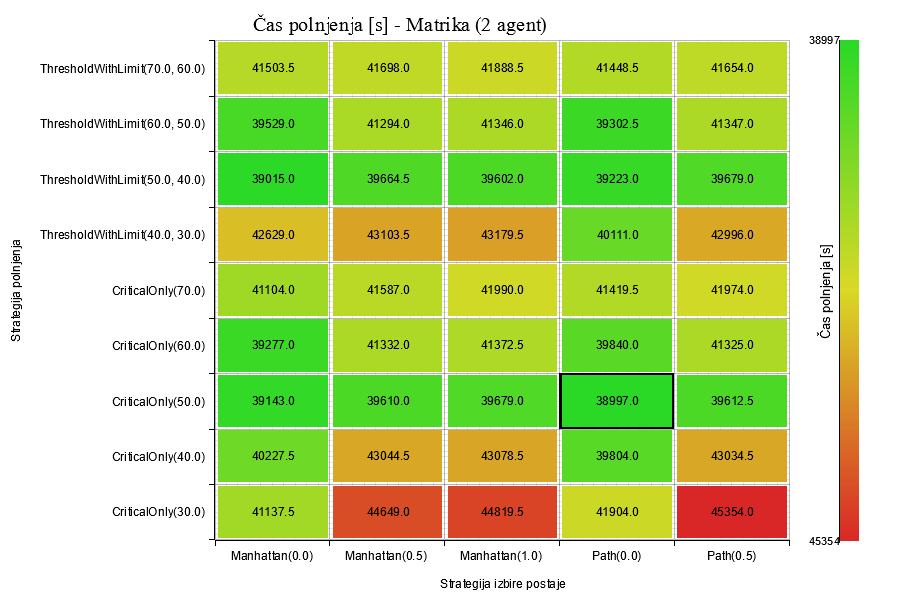 Čas polnjenja [s] - Matrika (2 agent)
38997
ThresholdWithLimit(70.0, 60.0) 41503.5 41698.0 41888.5 41448.5 41654.0
ThresholdWithLimit(60.0, 50.0) 39529.0 41294.0 41346.0 39302.5 41347.0
ThresholdWithLimit(50.0, 40.0) 39015.0 39664.5 39602.0 39223.0 39679.0
ThresholdWithLimit(40.0, 30.0) 42629.0 43103.5 43179.5 40111.0 42996.0
CriticalOnly(70.0) 41104.0 41587.0 41990.0 41419.5 41974.0
CriticalOnly(60.0) 39277.0 41332.0 41372.5 39840.0 41325.0
CriticalOnly(50.0) 39143.0 39610.0 39679.0 38997.0 39612.5
CriticalOnly(40.0) 40227.5 43044.5 43078.5 39804.0 43034.5
CriticalOnly(30.0) 41137.5 44649.0 44819.5 41904.0 45354.0
45354
Manhattan(0.0) Manhattan(0.5) Manhattan(1.0) Path(0.0) Path(0.5)
Strategija izbire postaje
Strategija polnjenja
Čas polnjenja [s]